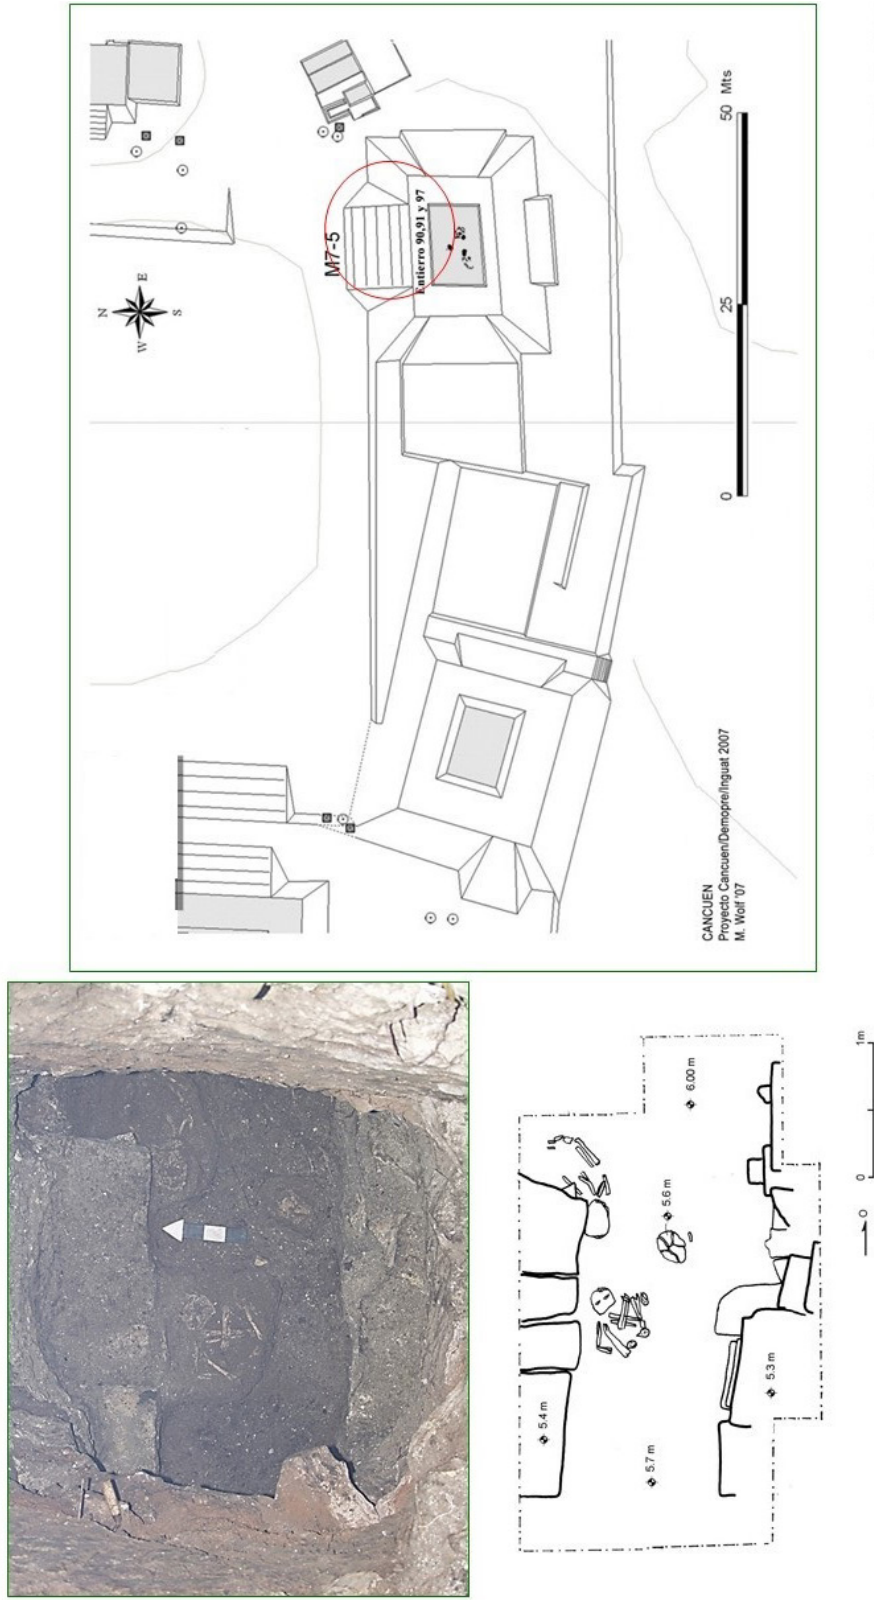 M7-5
Entierro 90,91 y 97
N
E
S
W
0
25
50 Mts
CANCUEN
Proyecto Cancuen/Demopre/Inguat 2007
M. Wolf '07
6.00 m
5.6 m
5.4 m
5.7 m
5.3 m
0
1m
O